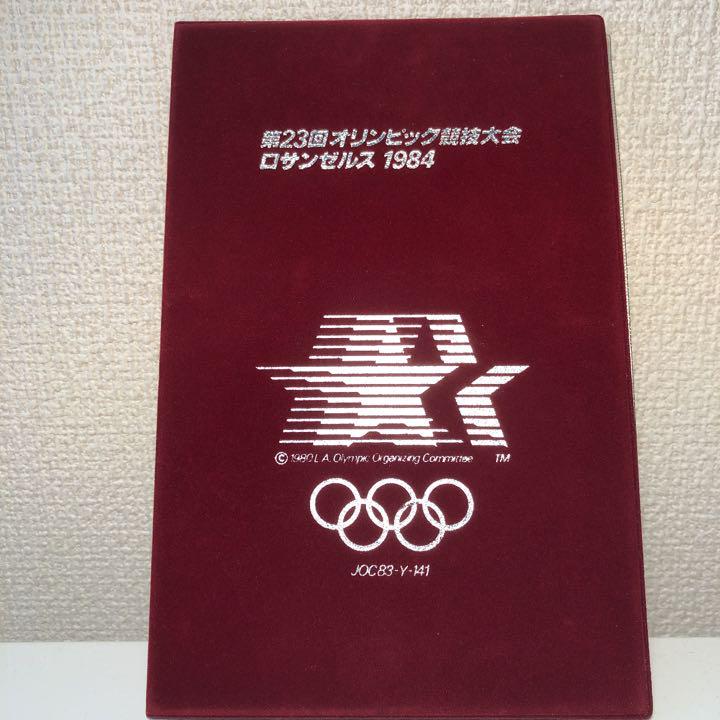 第23回オリンピック競技大会
ロサンゼルス 1984
© 1980 L.A. Olympic Organizing Committee TM
JOC83-Y-141